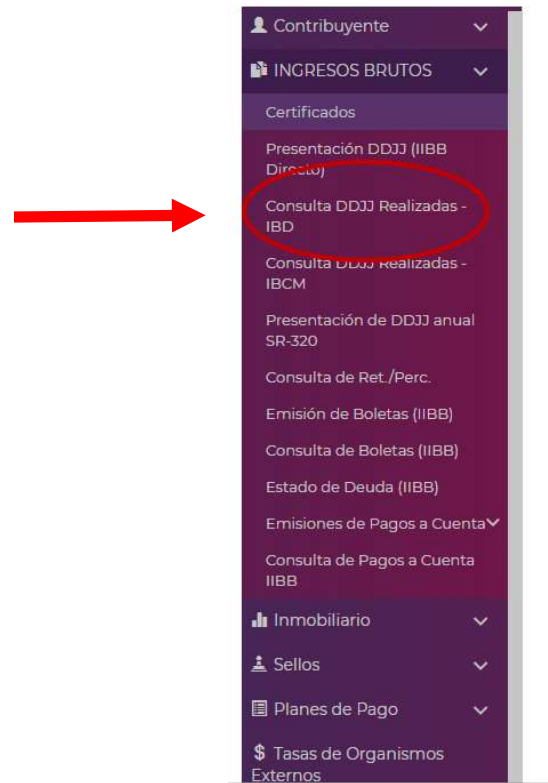 Contribuyente
INGRESOS BRUTOS
Certificados
Presentación DDJJ (IIBB
Directo)
Consulta DDJJ Realizadas -
IBD
Consulta DDJJ Realizadas -
IBCM
Presentación de DDJJ anual
SR-320
Consulta de Ret./Perc.
Emisión de Boletas (IIBB)
Consulta de Boletas (IIBB)
Estado de Deuda (IIBB)
Emisiones de Pagos a Cuenta
Consulta de Pagos a Cuenta
IIBB
Inmobiliario
Sellos
Planes de Pago
$ Tasas de Organismos
Externos